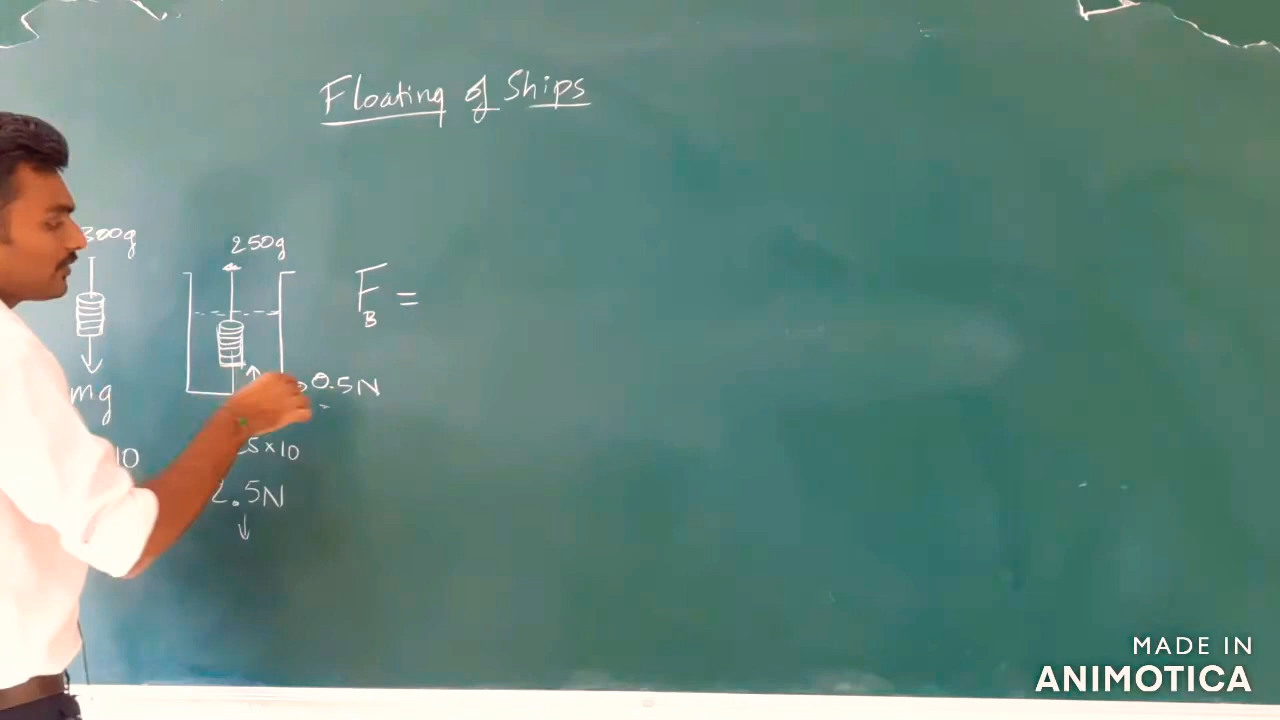 Floating of Ships
300g
250g
F_B =
mg
0.5N
10
5 × 10
2.5N
MADE IN
ANIMOTICA